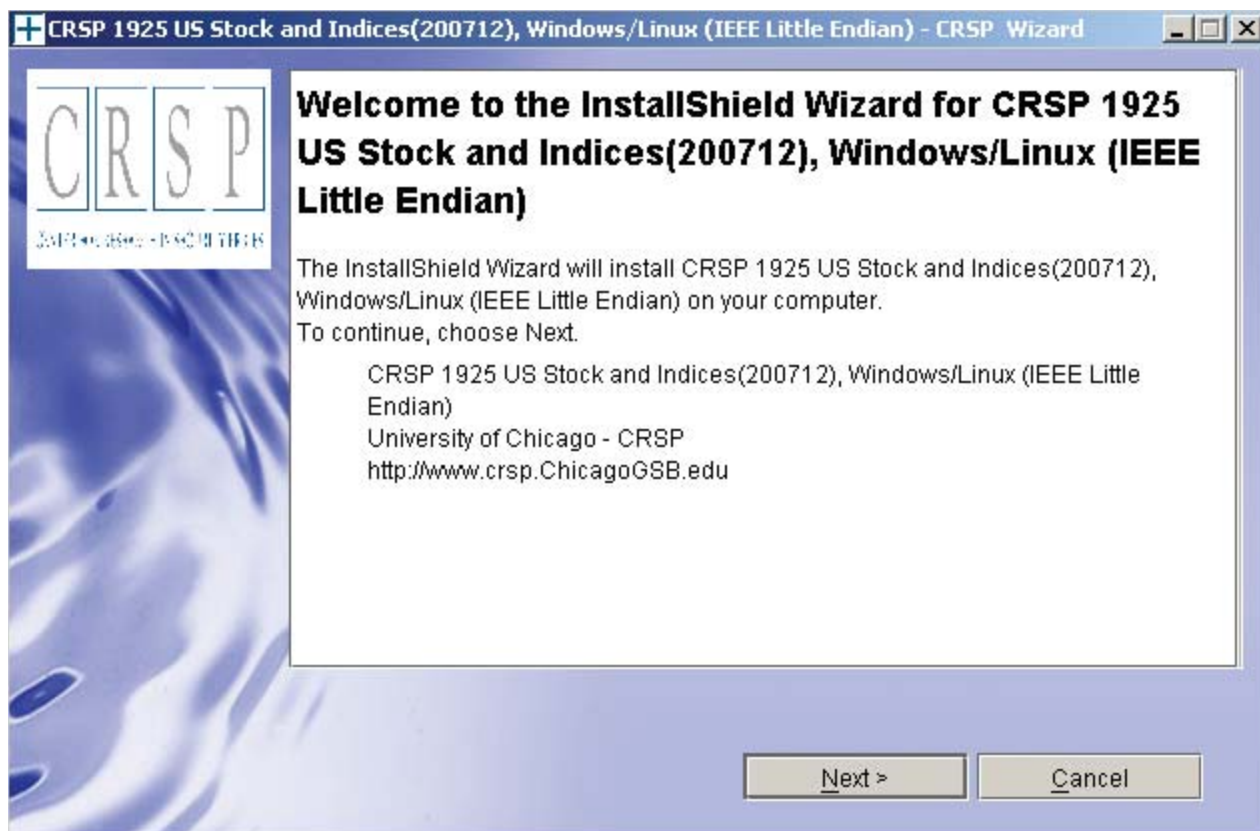 CRSP 1925 US Stock and Indices(200712), Windows/Linux (IEEE Little Endian) - CRSP Wizard
CRSP
Welcome to the InstallShield Wizard for CRSP 1925
US Stock and Indices(200712), Windows/Linux (IEEE
Little Endian)
The InstallShield Wizard will install CRSP 1925 US Stock and Indices(200712),
Windows/Linux (IEEE Little Endian) on your computer.
To continue, choose Next.
CRSP 1925 US Stock and Indices(200712), Windows/Linux (IEEE Little
Endian)
University of Chicago - CRSP
http://www.crsp.ChicagoGSB.edu
Next >
Cancel